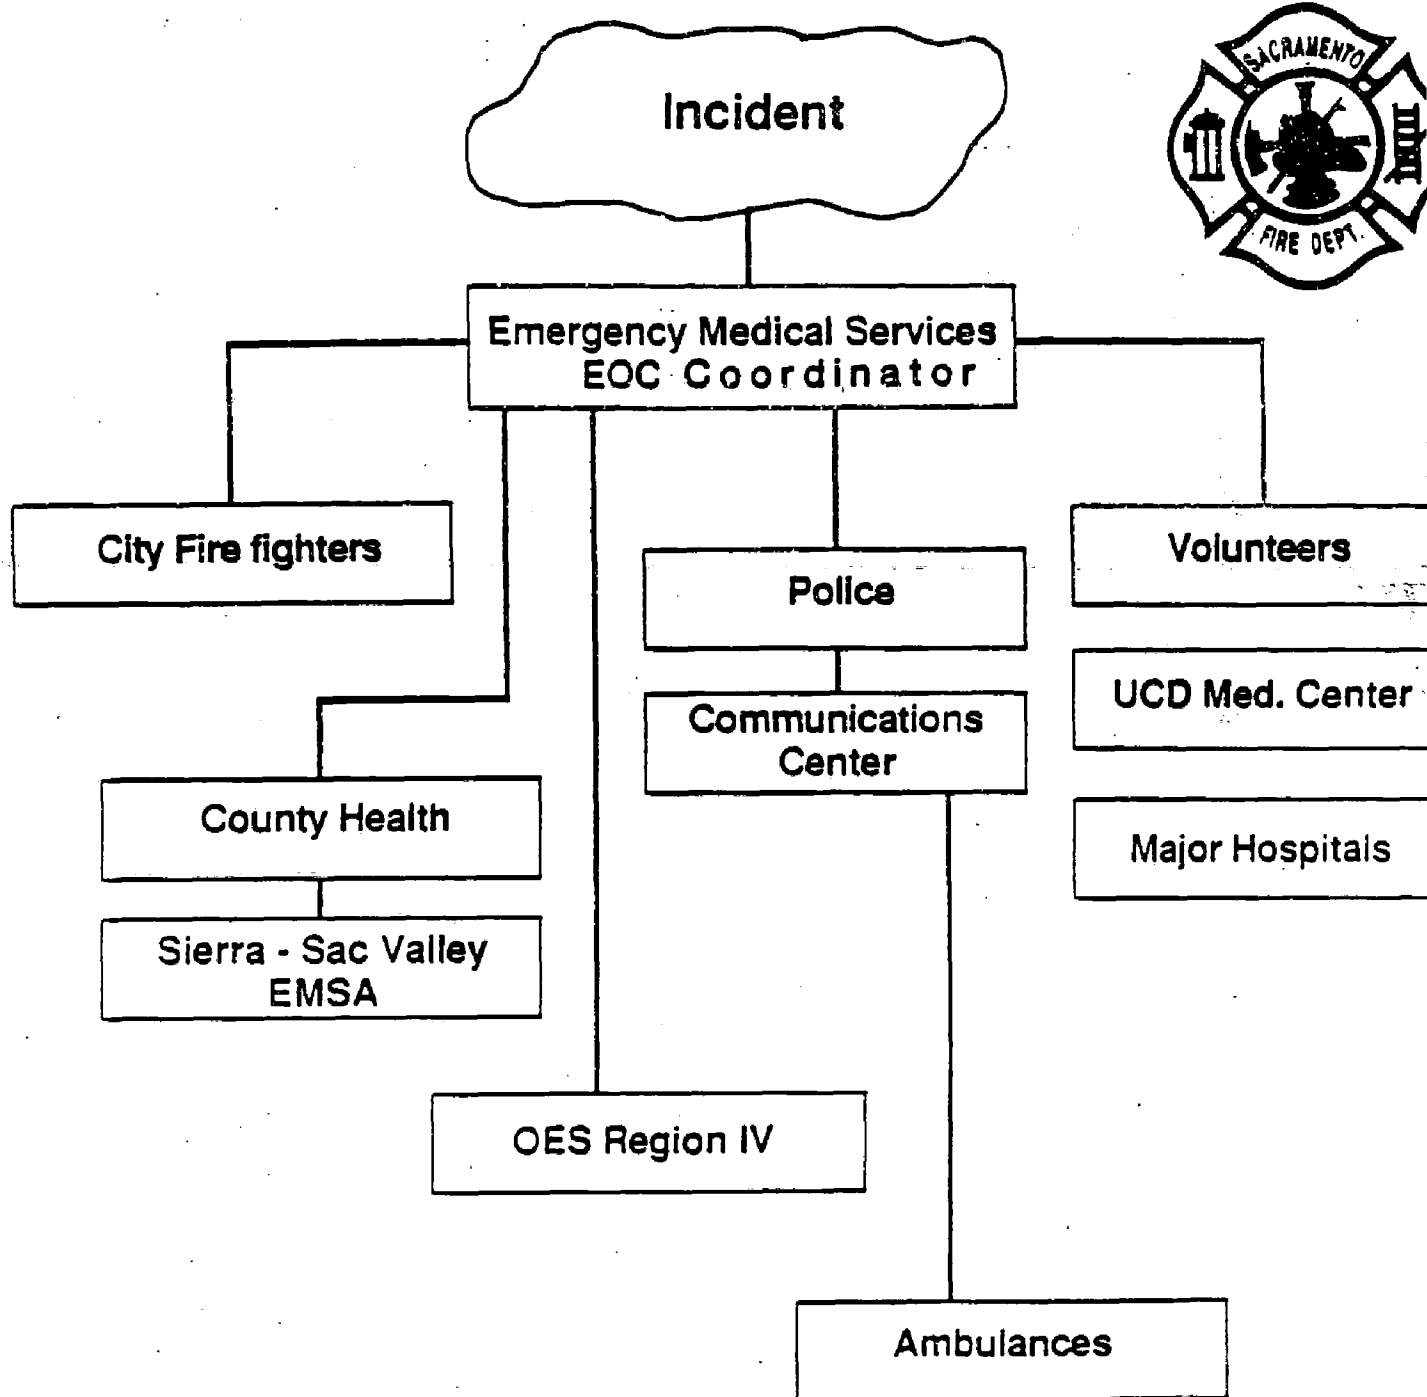 Incident
SACRAMENTO
FIRE DEPT.
Emergency Medical Services
EOC Coordinator
City Fire fighters
Volunteers
Police
UCD Med. Center
Communications
Center
County Health
Major Hospitals
Sierra - Sac Valley
EMSA
OES Region IV
Ambulances